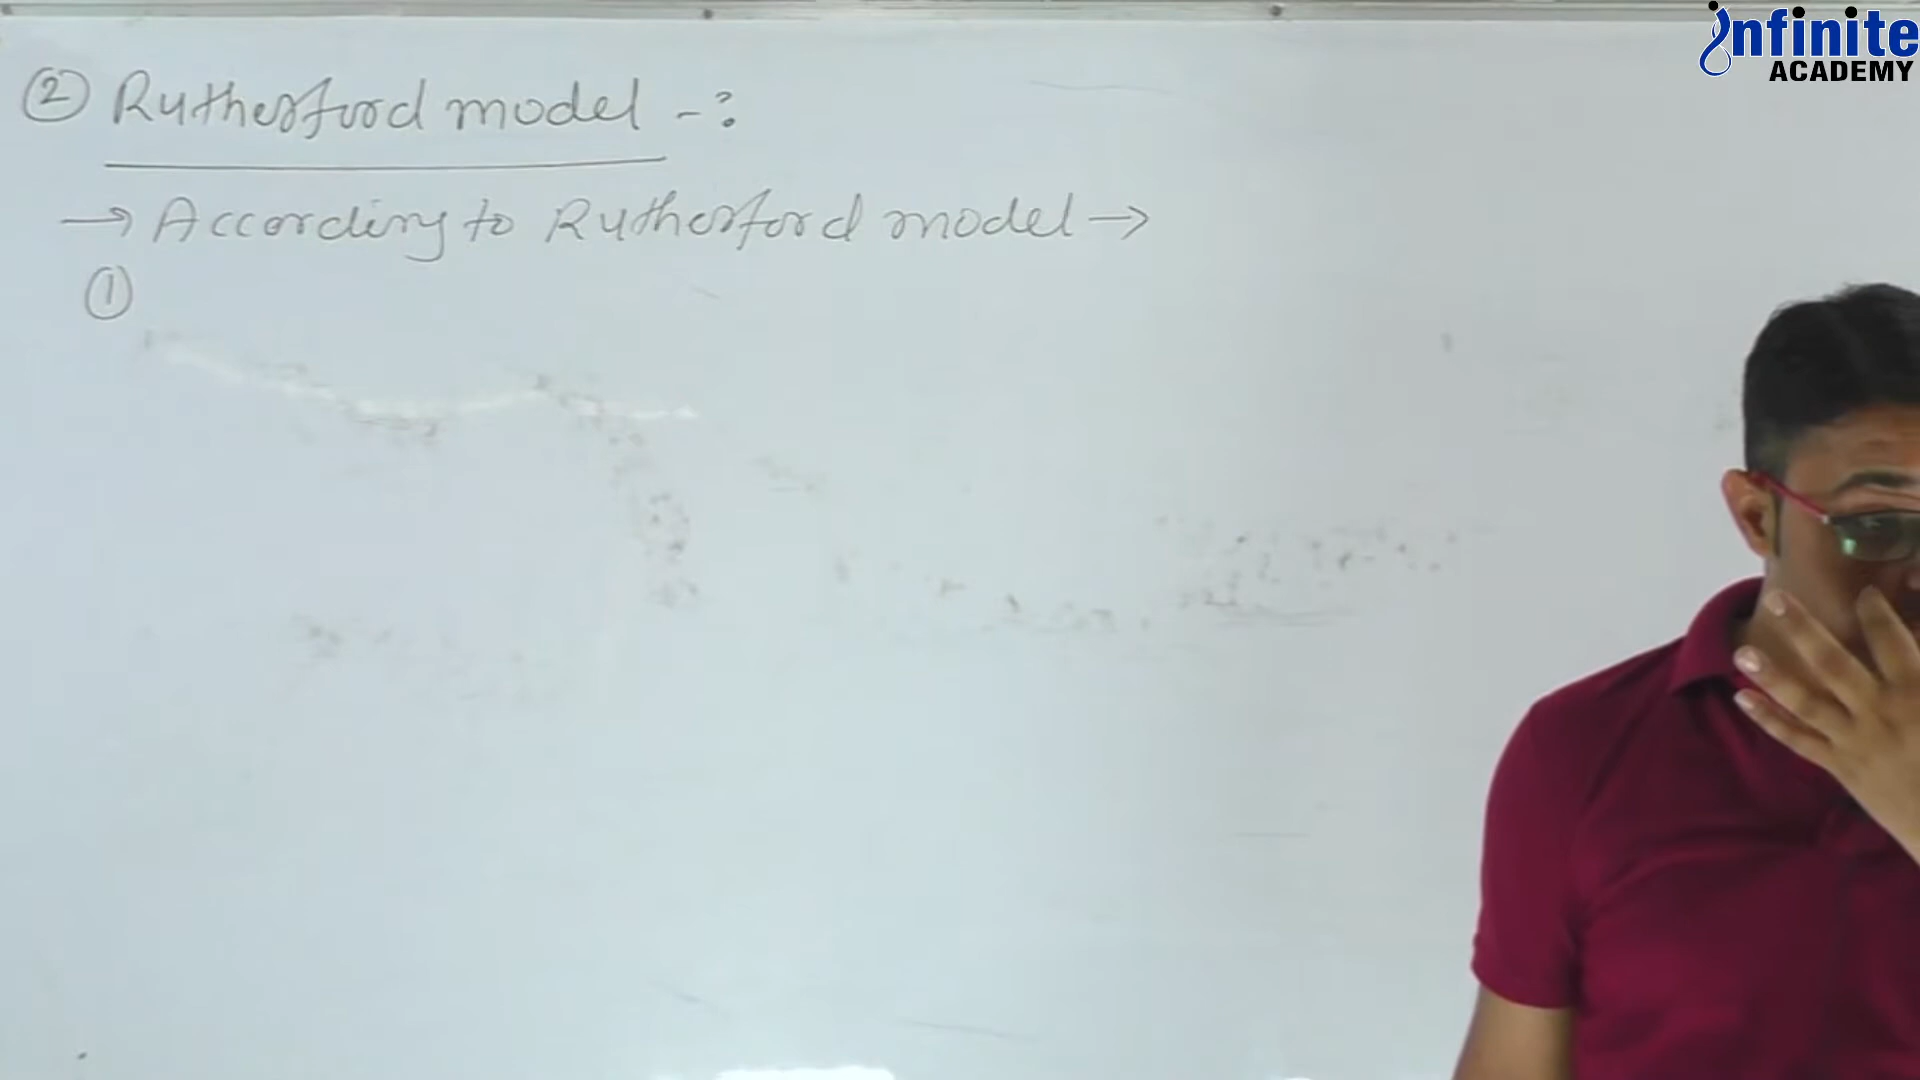 ② Rutherford model -:
→ According to Rutherford model →
①
infinite
ACADEMY